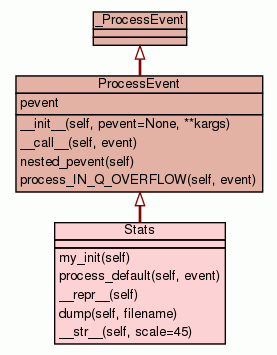 _ProcessEvent
ProcessEvent
pevent
__init__(self, pevent=None, **kargs)
__call__(self, event)
nested_pevent(self)
process_IN_Q_OVERFLOW(self, event)
Stats
my_init(self)
process_default(self, event)
__repr__(self)
dump(self, filename)
__str__(self, scale=45)